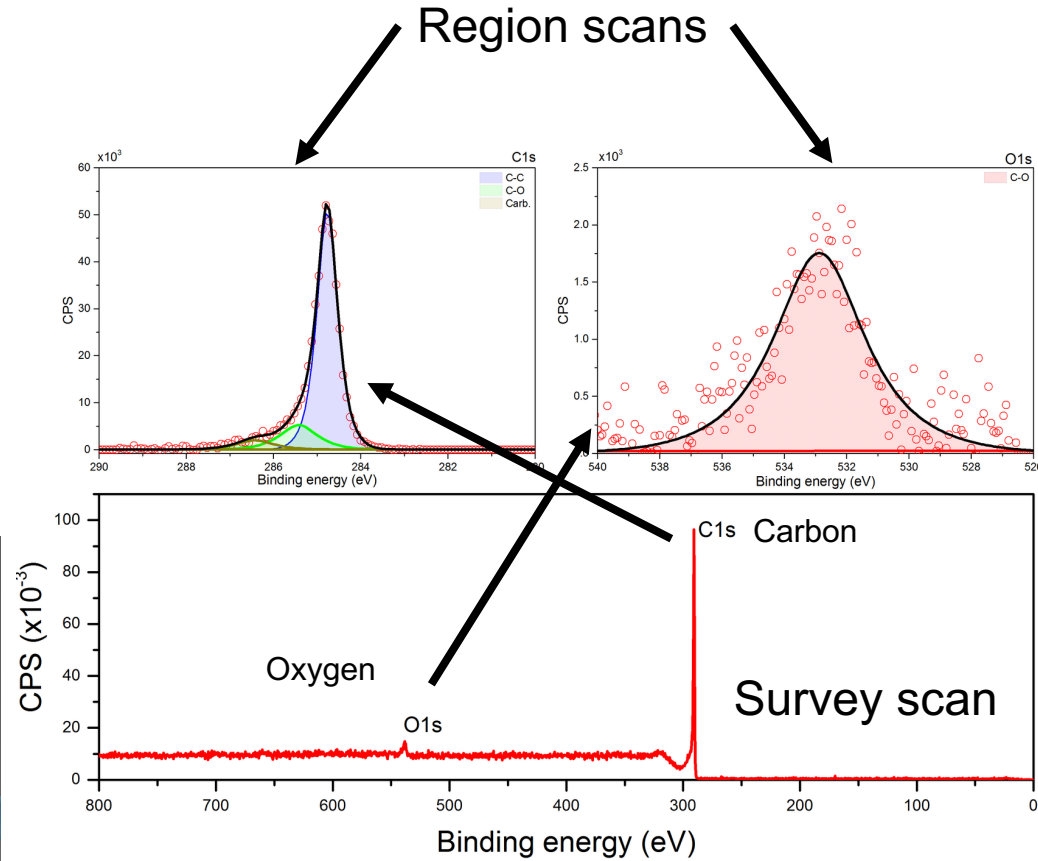 Region scans
x10³
C1s
60
50
40
30
20
10
0
CPS
C-C
C-O
Carb.
290
288
286
284
282
280
Binding energy (eV)
x10³
O1s
2.5
2.0
1.5
1.0
0.5
0.0
CPS
C-O
540
538
536
534
532
530
528
526
Binding energy (eV)
100
80
60
40
20
0
CPS (x10⁻³)
C1s
Carbon
Oxygen
O1s
Survey scan
800
700
600
500
400
300
200
100
0
Binding energy (eV)